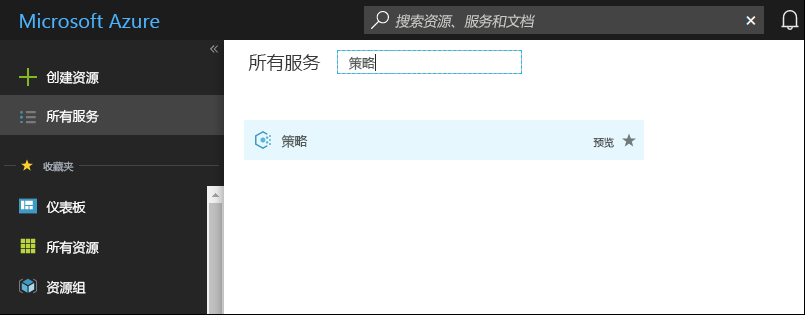 Microsoft Azure
搜索资源、服务和文档
创建资源
所有服务
收藏夹
仪表板
所有资源
资源组
所有服务
策略
策略
预览